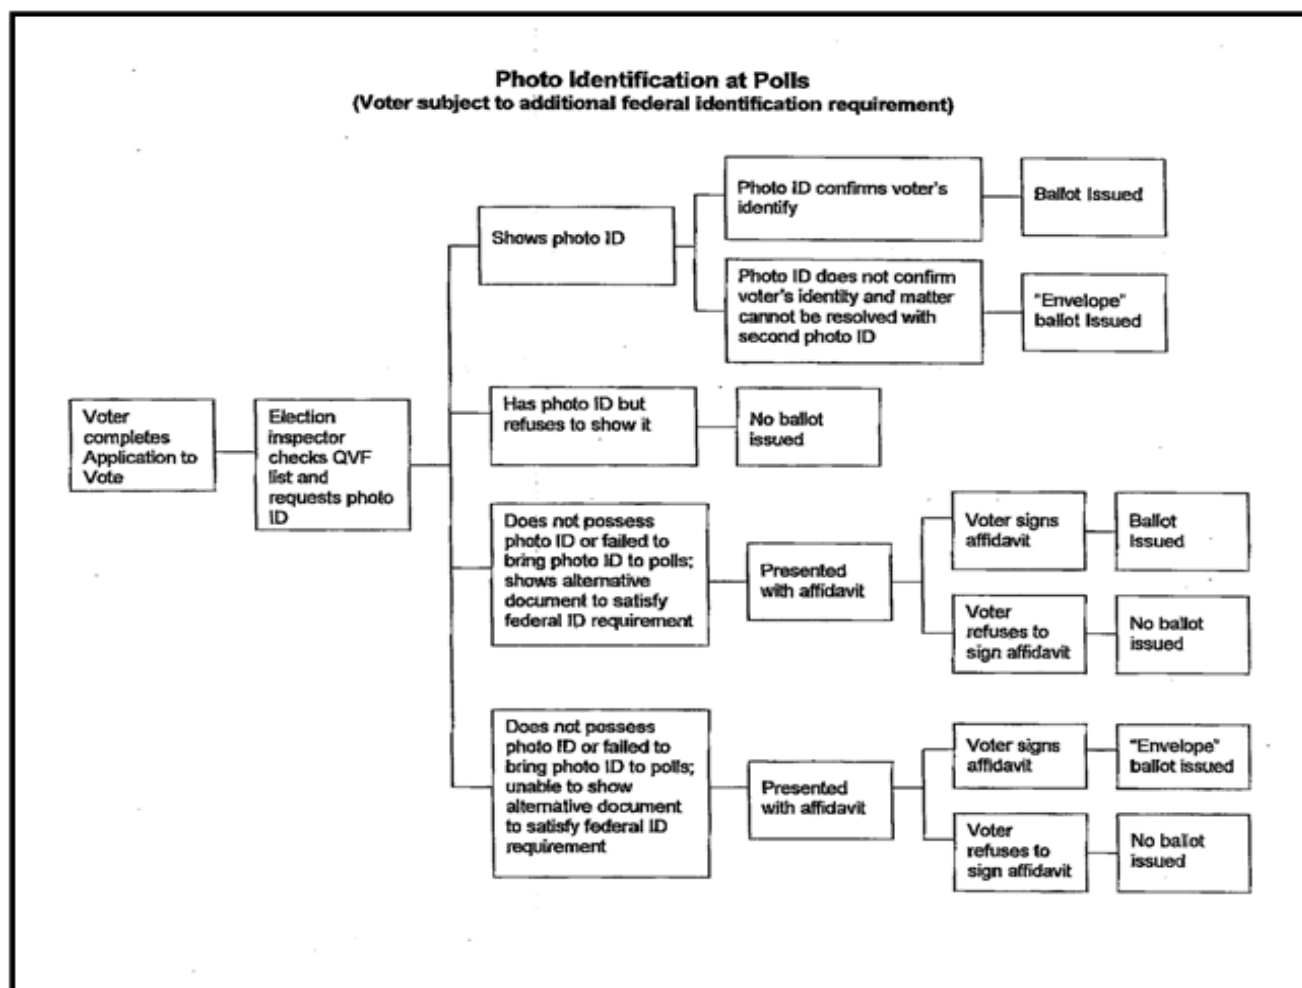 Photo Identification at Polls
(Voter subject to additional federal identification requirement)
Voter
completes
Application to
Vote
Election
inspector
checks QVF
list and
requests photo
ID
Shows photo ID
Photo ID confirms voter's
identify
Ballot Issued
Photo ID does not confirm
voter's identity and matter
cannot be resolved with
second photo ID
"Envelope"
ballot Issued
Has photo ID but
refuses to show it
No ballot
issued
Does not possess
photo ID or failed to
bring photo ID to polls;
shows alternative
document to satisfy
federal ID requirement
Presented
with affidavit
Voter signs
affidavit
Ballot
Issued
Voter
refuses to
sign affidavit
No ballot
issued
Does not possess
photo ID or failed to
bring photo ID to polls;
unable to show
alternative document
to satisfy federal ID
requirement
Presented
with affidavit
Voter signs
affidavit
"Envelope"
ballot issued
Voter
refuses to
sign affidavit
No ballot
issued